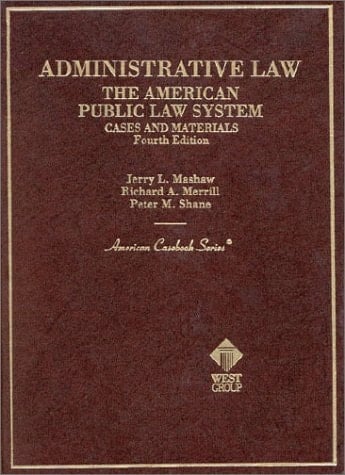 ADMINISTRATIVE LAW
THE AMERICAN
PUBLIC LAW SYSTEM
CASES AND MATERIALS
Fourth Edition
Jerry L. Mashaw
Richard A. Merrill
Peter M. Shane
American Casebook Series®
WEST
GROUP